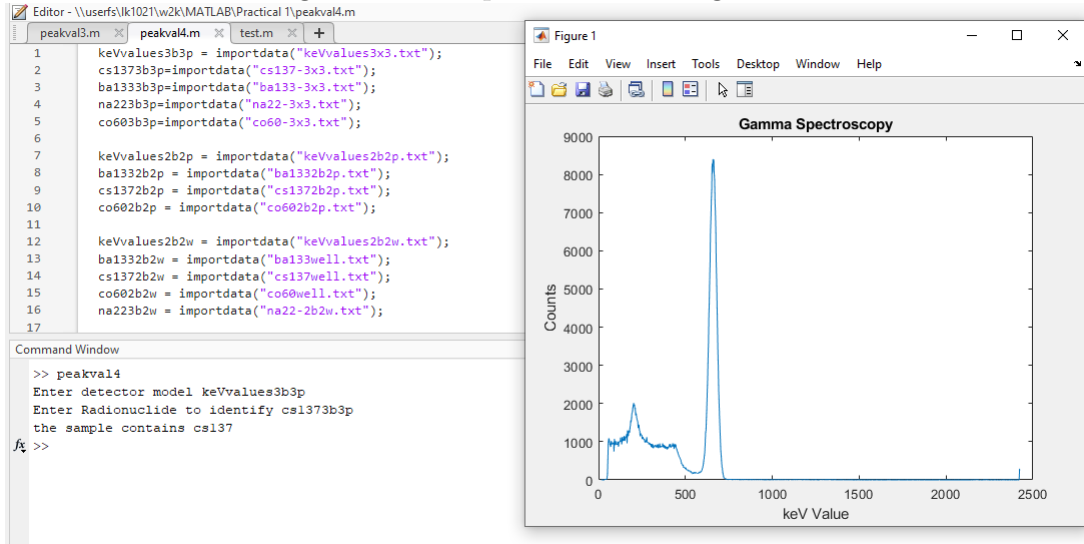 Editor - \\userfs\lk1021\w2k\MATLAB\Practical 1\peakval4.m
peakval3.m × peakval4.m × test.m × +
1 keVvalues3b3p = importdata("keVvalues3x3.txt");
2 cs1373b3p=importdata("cs137-3x3.txt");
3 ba1333b3p=importdata("ba133-3x3.txt");
4 na223b3p=importdata("na22-3x3.txt");
5 co603b3p=importdata("co60-3x3.txt");
6
7 keVvalues2b2p = importdata("keVvalues2b2p.txt");
8 ba1332b2p = importdata("ba1332b2p.txt");
9 cs1372b2p = importdata("cs1372b2p.txt");
10 co602b2p = importdata("co602b2p.txt");
11
12 keVvalues2b2w = importdata("keVvalues2b2w.txt");
13 ba1332b2w = importdata("ba133well.txt");
14 cs1372b2w = importdata("cs137well.txt");
15 co602b2w = importdata("co60well.txt");
16 na223b2w = importdata("na22-2b2w.txt");
17
Command Window
>> peakval4
Enter detector model keVvalues3b3p
Enter Radionuclide to identify cs1373b3p
the sample contains cs137
fx >>
Figure 1
File Edit View Insert Tools Desktop Window Help
Gamma Spectroscopy
9000
8000
7000
6000
5000
4000
3000
2000
1000
0
Counts
0 500 1000 1500 2000 2500
keV Value